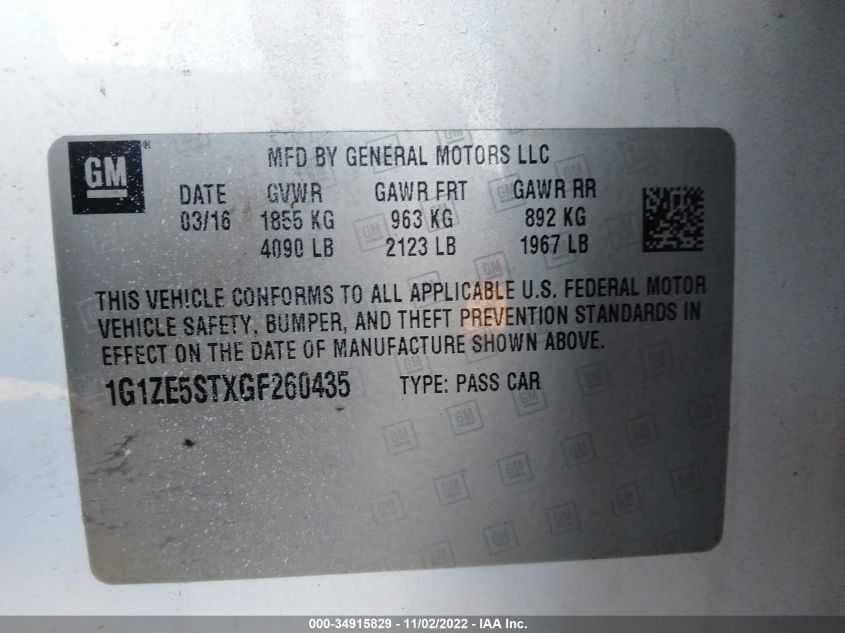 GM ®
MFD BY GENERAL MOTORS LLC
DATE GVWR GAWR FRT GAWR RR
03/16 1855 KG 963 KG 892 KG
4090 LB 2123 LB 1967 LB
THIS VEHICLE CONFORMS TO ALL APPLICABLE U.S. FEDERAL MOTOR
VEHICLE SAFETY, BUMPER, AND THEFT PREVENTION STANDARDS IN
EFFECT ON THE DATE OF MANUFACTURE SHOWN ABOVE.
1G1ZE5STXGF260435 TYPE: PASS CAR
000-34915829 - 11/02/2022 - IAA Inc.